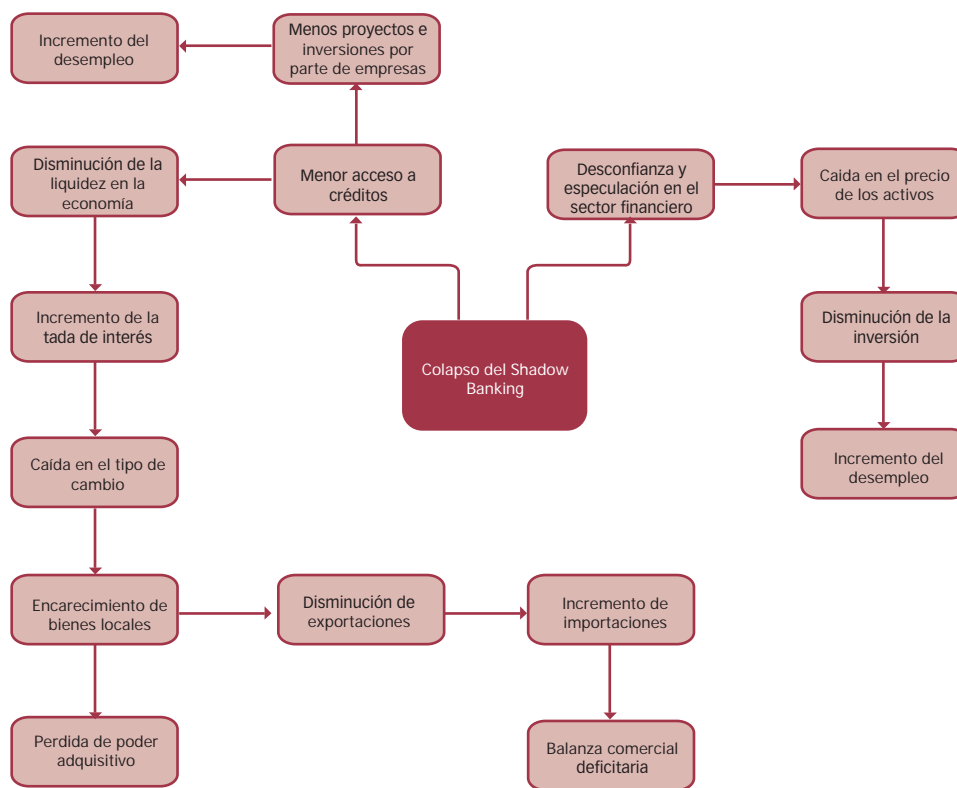 Incremento del
desempleo
Menos proyectos e
inversiones por
parte de empresas
Disminución de la
liquidez en la
economía
Menor acceso a
créditos
Desconfianza y
especulación en el
sector financiero
Caida en el precio
de los activos
Incremento de la
tada de interés
Colapso del Shadow
Banking
Disminución de la
inversión
Caída en el tipo de
cambio
Incremento del
desempleo
Encarecimiento de
bienes locales
Disminución de
exportaciones
Incremento de
importaciones
Perdida de poder
adquisitivo
Balanza comercial
deficitaria